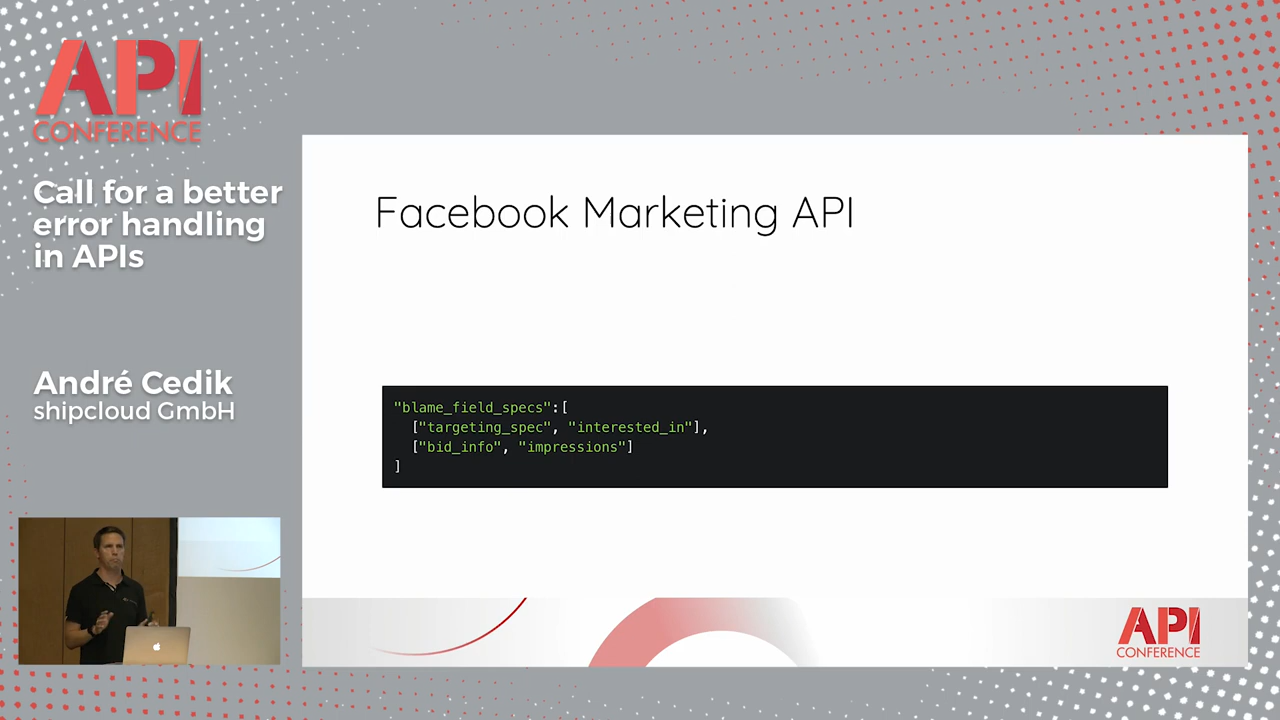 API
CONFERENCE
Call for a better
error handling
in APIs
André Cedik
shipcloud GmbH
Facebook Marketing API
"blame_field_specs":[
["targeting_spec", "interested_in"],
["bid_info", "impressions"]
]
API
CONFERENCE